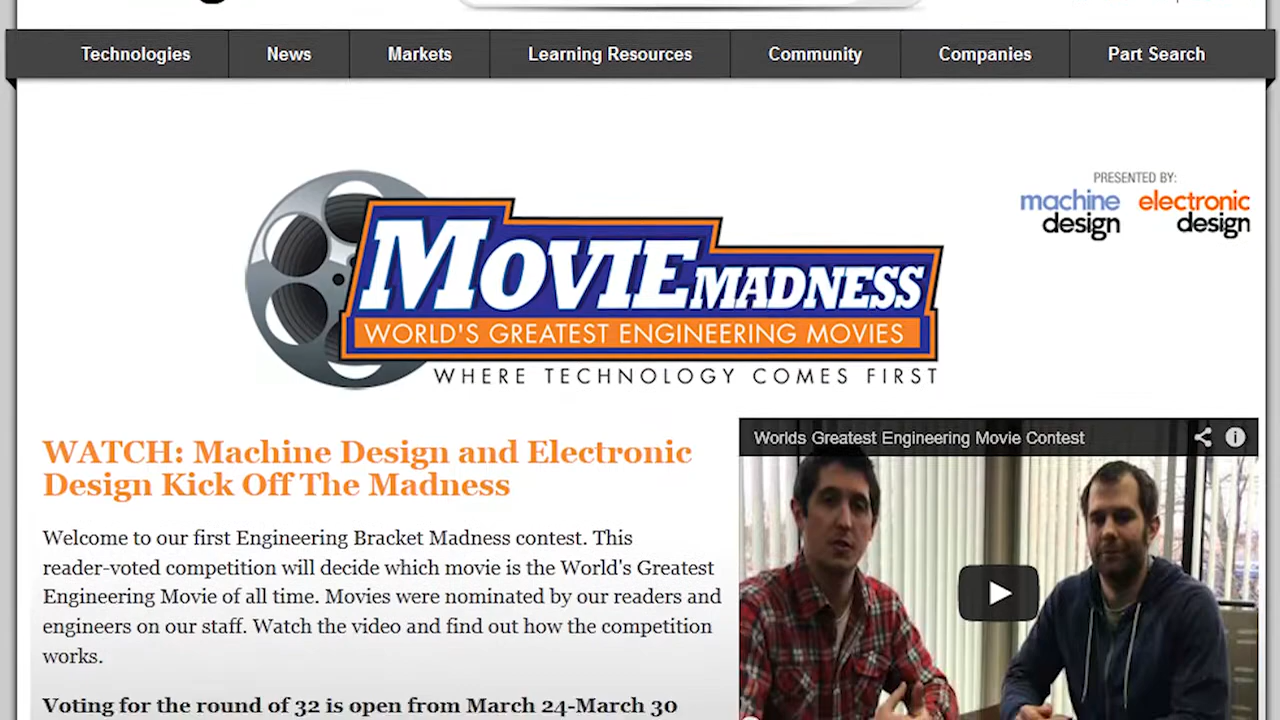 Technologies
News
Markets
Learning Resources
Community
Companies
Part Search
PRESENTED BY:
machine design
electronic design
MOVIE MADNESS
WORLD'S GREATEST ENGINEERING MOVIES
WHERE TECHNOLOGY COMES FIRST
WATCH: Machine Design and Electronic
Design Kick Off The Madness
Welcome to our first Engineering Bracket Madness contest. This
reader-voted competition will decide which movie is the World's Greatest
Engineering Movie of all time. Movies were nominated by our readers and
engineers on our staff. Watch the video and find out how the competition
works.
Voting for the round of 32 is open from March 24-March 30
Worlds Greatest Engineering Movie Contest